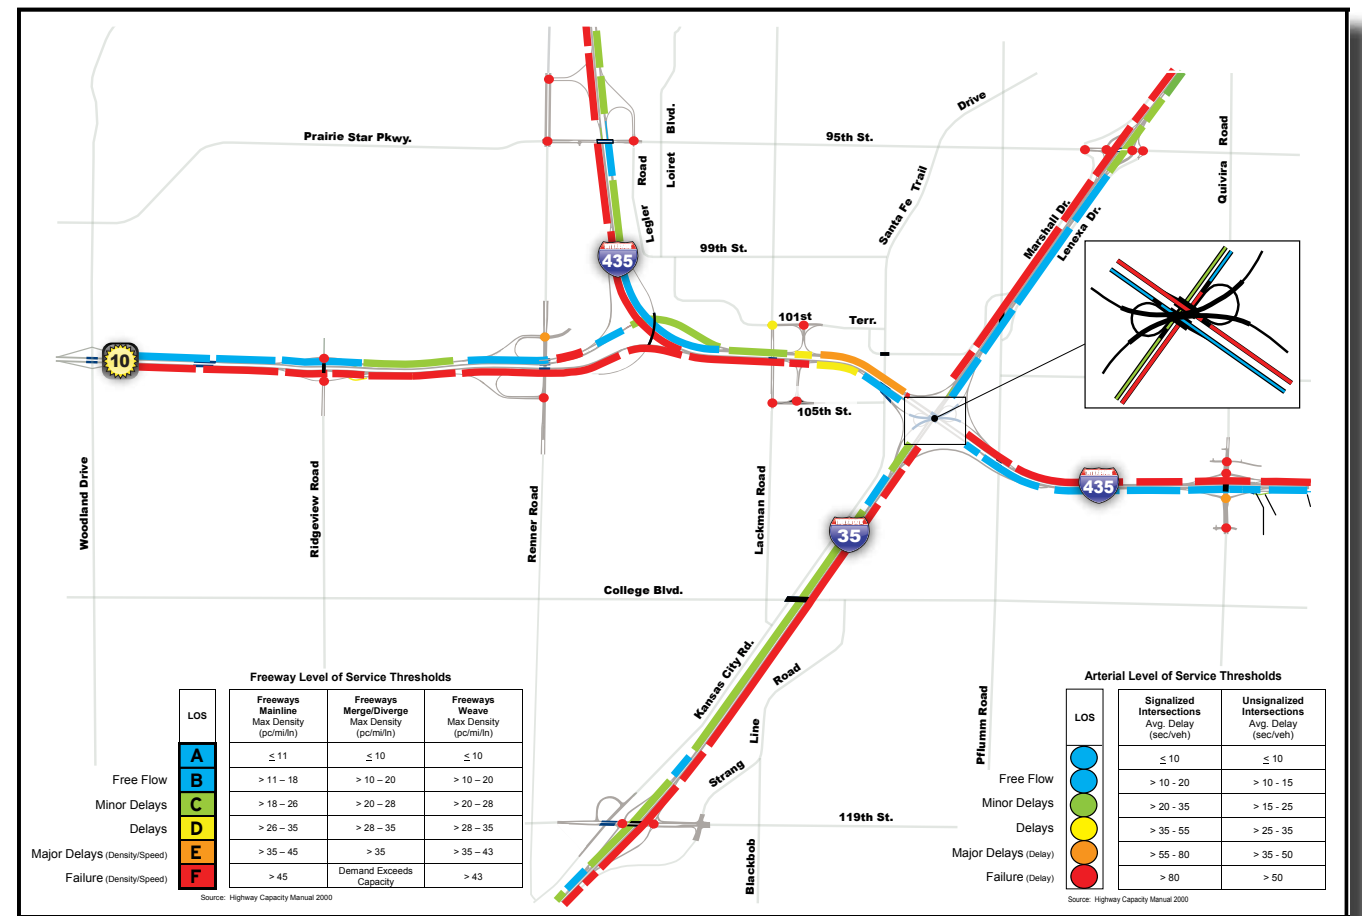 Prairie Star Pkwy.
95th St.
Drive
Loiret Blvd.
Legler Road
Santa Fe Trail
Quivira Road
Marshall Dr.
Lenexa Dr.
99th St.
435
101st
Terr.
10
105th St.
435
35
Woodland Drive
Ridgeview Road
Renner Road
Lackman Road
College Blvd.
Kansas City Rd.
Strang Line Road
Pflumm Road
119th St.
Blackbob
Freeway Level of Service Thresholds
LOS
Freeways Mainline Max Density (pc/mi/ln)
Freeways Merge/Diverge Max Density (pc/mi/ln)
Freeways Weave Max Density (pc/mi/ln)
A ≤ 11 ≤ 10 ≤ 10
Free Flow B > 11 – 18 > 10 – 20 > 10 – 20
Minor Delays C > 18 – 26 > 20 – 28 > 20 – 28
Delays D > 26 – 35 > 28 – 35 > 28 – 35
Major Delays (Density/Speed) E > 35 – 45 > 35 > 35 – 43
Failure (Density/Speed) F > 45 Demand Exceeds Capacity > 43
Source: Highway Capacity Manual 2000
Arterial Level of Service Thresholds
LOS
Signalized Intersections Avg. Delay (sec/veh)
Unsignalized Intersections Avg. Delay (sec/veh)
≤ 10 ≤ 10
Free Flow > 10 - 20 > 10 - 15
Minor Delays > 20 - 35 > 15 - 25
Delays > 35 - 55 > 25 - 35
Major Delays (Delay) > 55 - 80 > 35 - 50
Failure (Delay) > 80 > 50
Source: Highway Capacity Manual 2000